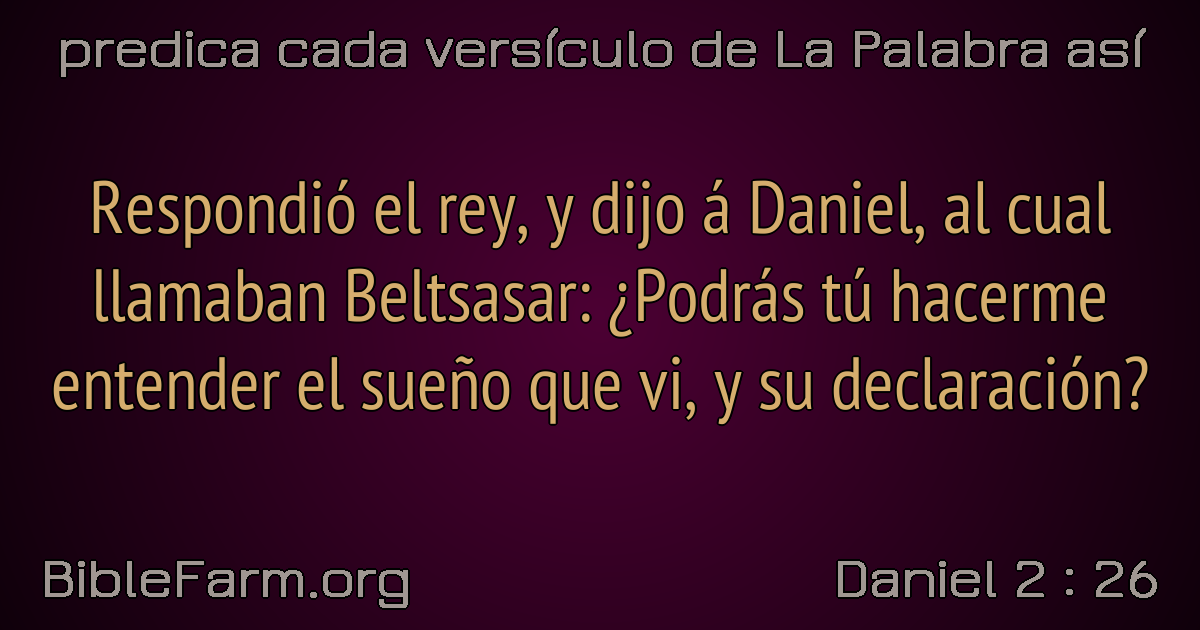 predica cada versículo de La Palabra así
Respondió el rey, y dijo á Daniel, al cual
llamaban Beltsasar: ¿Podrás tú hacerme
entender el sueño que vi, y su declaración?
BibleFarm.org
Daniel 2 : 26